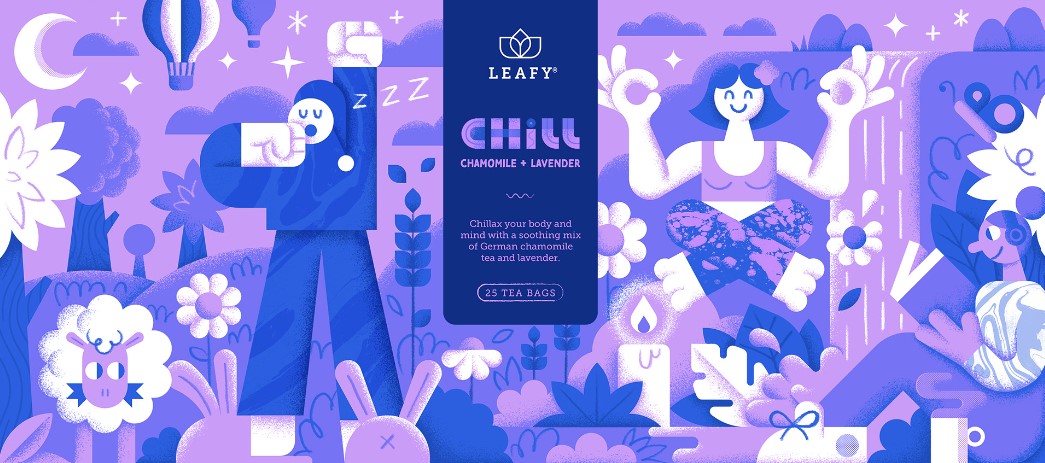 Z Z Z
LEAFY®
CHiLL
CHAMOMILE + LAVENDER
Chillax your body and
mind with a soothing mix
of German chamomile
tea and lavender.
25 TEA BAGS